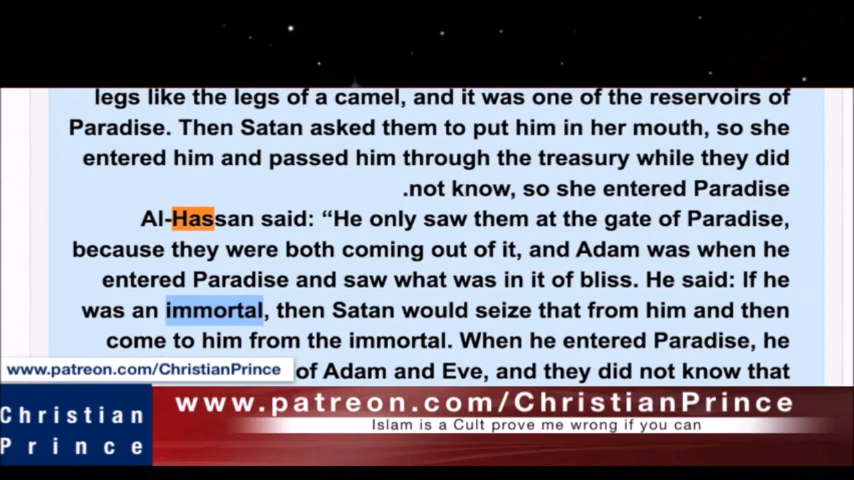 legs like the legs of a camel, and it was one of the reservoirs of
Paradise. Then Satan asked them to put him in her mouth, so she
entered him and passed him through the treasury while they did
.not know, so she entered Paradise
Al-Hassan said: “He only saw them at the gate of Paradise,
because they were both coming out of it, and Adam was when he
entered Paradise and saw what was in it of bliss. He said: If he
was an immortal, then Satan would seize that from him and then
come to him from the immortal. When he entered Paradise, he
of Adam and Eve, and they did not know that
www.patreon.com/ChristianPrince
www.patreon.com/ChristianPrince
Islam is a Cult prove me wrong if you can
Christian
Prince